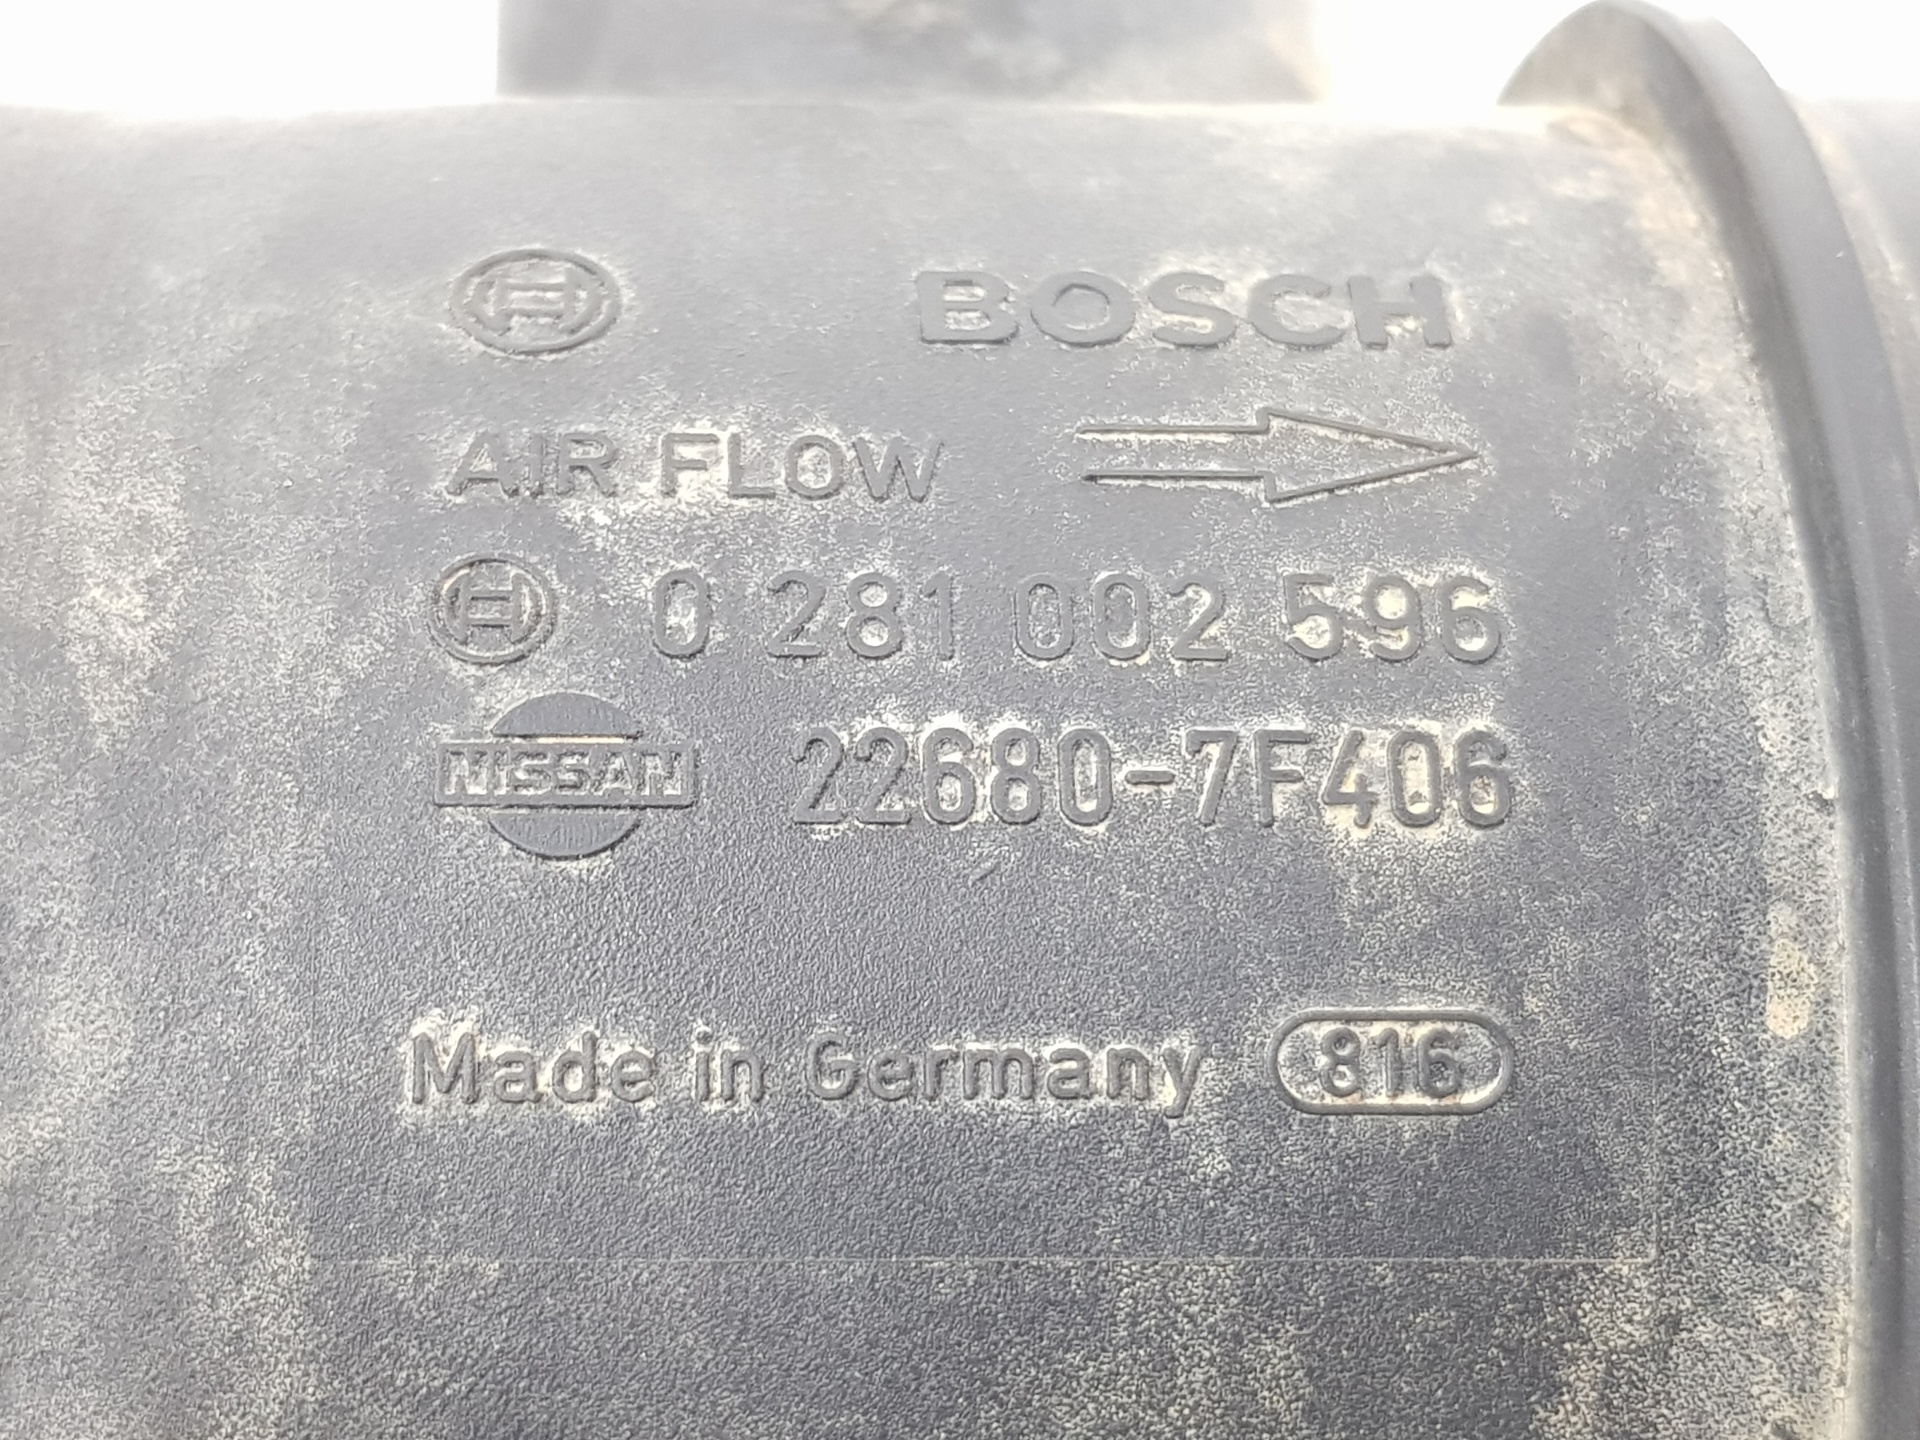 BOSCH
AIR FLOW
0 281 002 596
NISSAN 22680-7F406
Made in Germany 816